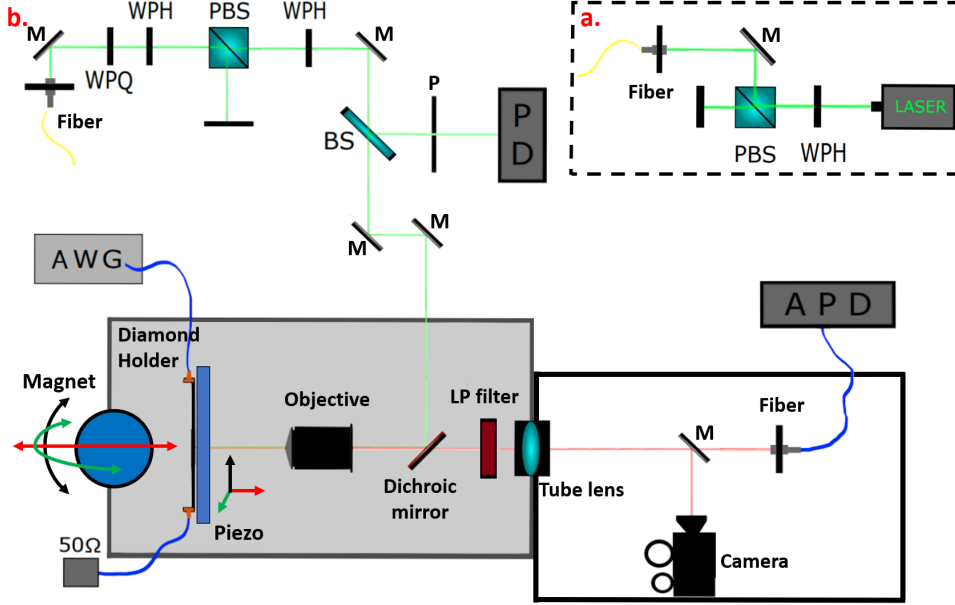 b.
M
WPH
PBS
WPH
M
WPQ
Fiber
BS
P
P
D
M
M
a.
M
Fiber
LASER
PBS
WPH
AWG
Diamond
Holder
Magnet
Objective
LP filter
Dichroic
mirror
Piezo
50Ω
Tube lens
M
Fiber
APD
Camera